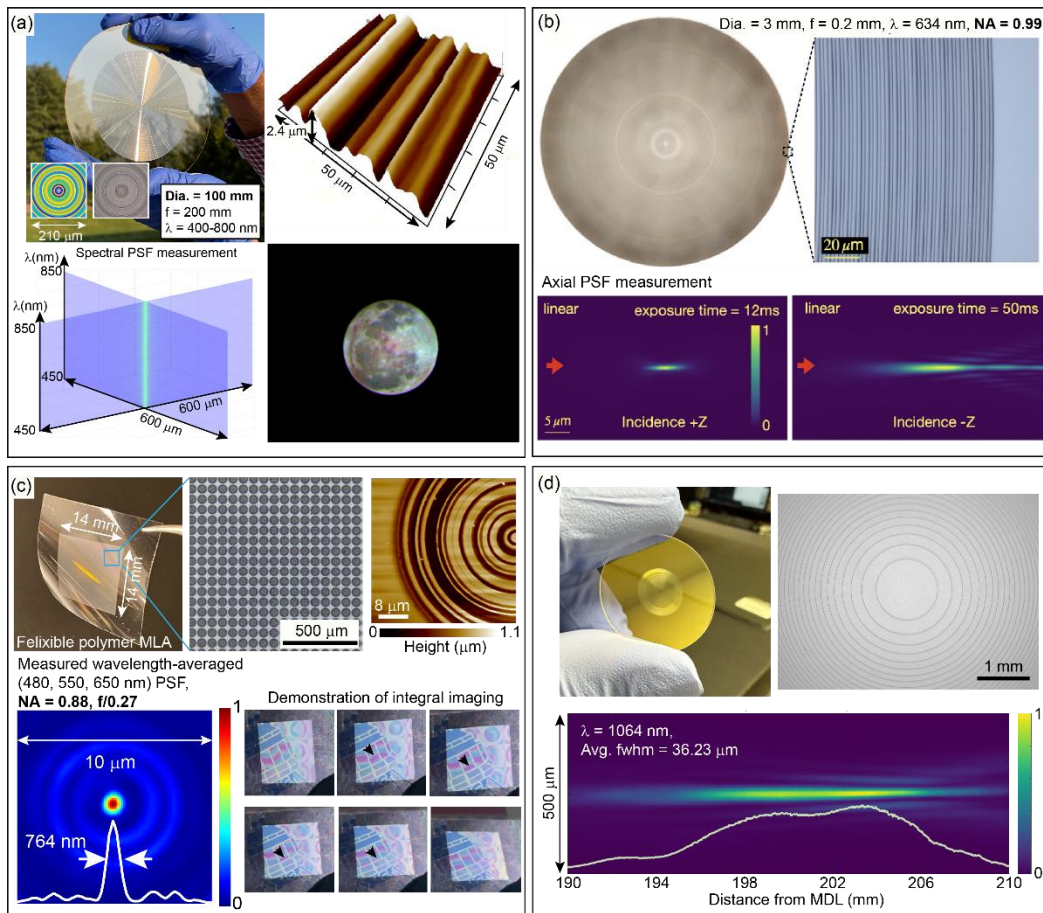 (a)
2.4 μm
50 μm
50 μm
210 μm
Dia. = 100 mm
f = 200 mm
λ = 400-800 nm
Spectral PSF measurement
λ(nm)
850
λ(nm)
850
450
450
600 μm
600 μm
(b)
Dia. = 3 mm, f = 0.2 mm, λ = 634 nm, NA = 0.99
20 μm
Axial PSF measurement
linear
exposure time = 12ms
1
0
5 μm
Incidence +Z
linear
exposure time = 50ms
Incidence -Z
(c)
14 mm
14 mm
Felixible polymer MLA
500 μm
8 μm
0
1.1
Height (μm)
Measured wavelength-averaged
(480, 550, 650 nm) PSF,
NA = 0.88, f/0.27
10 μm
764 nm
1
0
Demonstration of integral imaging
(d)
1 mm
λ = 1064 nm,
Avg. fwhm = 36.23 μm
500 μm
1
0
190 194 198 202 206 210
Distance from MDL (mm)